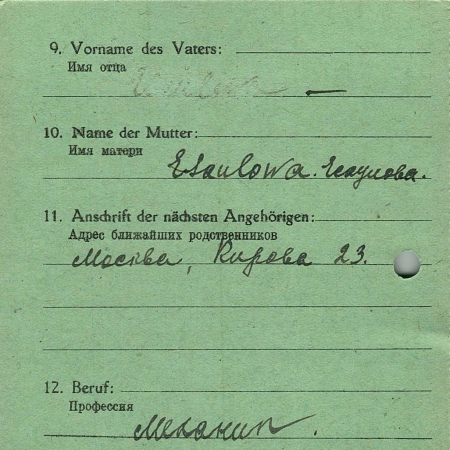 9. Vorname des Vaters:
Имя отца
—
10. Name der Mutter:
Имя матери
Esaulowa. Есаулова.
11. Anschrift der nächsten Angehörigen:
Адрес ближайших родственников
Москва, Кирова 23.
12. Beruf:
Профессия
Механик.